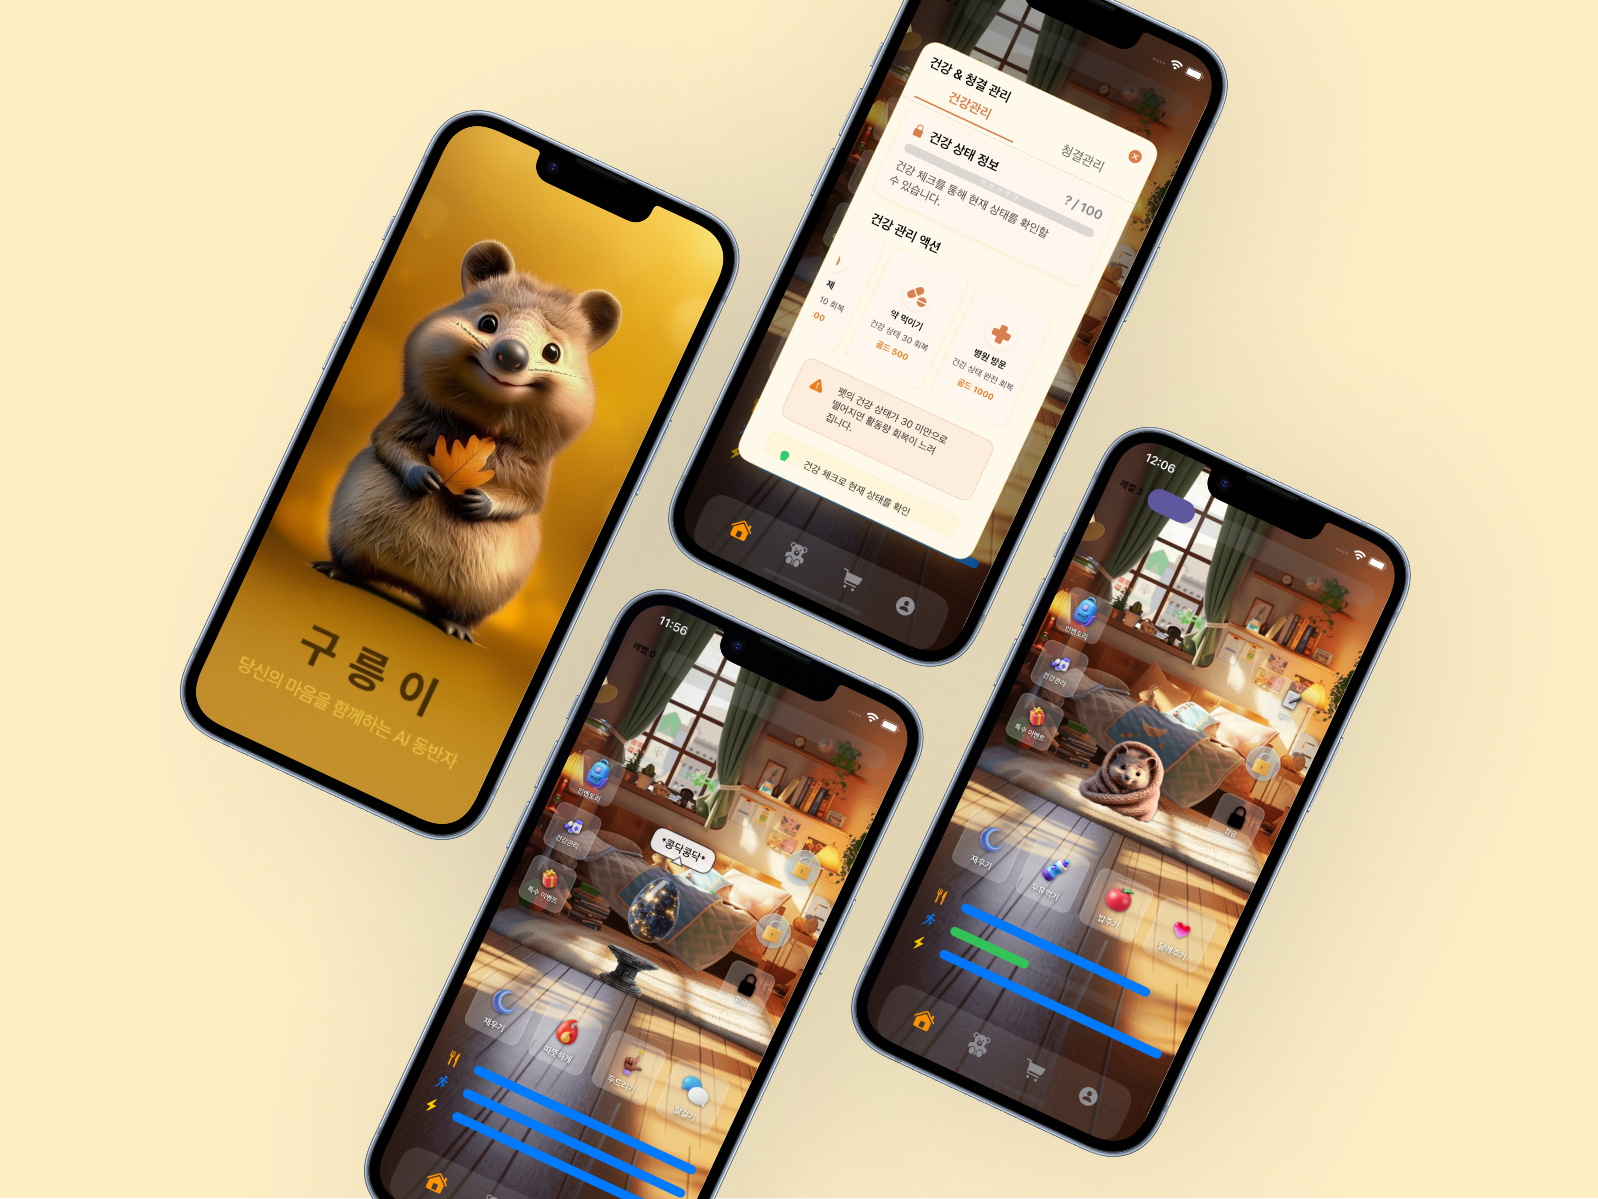 구릉이
당신의 마음을 함께하는 AI 동반자
건강 & 청결 관리
건강관리
청결관리
건강 상태 정보
? / 100
?????
건강 체크를 통해 현재 상태를 확인할
수 있습니다.
건강 관리 액션
제
10 회복
00
약 먹이기
건강 상태 30 회복
골드 500
병원 방문
건강 상태 완전 회복
골드 1000
펫의 건강 상태가 30 미만으로
떨어지면 활동량 회복이 느려
집니다.
건강 체크로 현재 상태를 확인
11:56
레벨 0
인벤토리
건강관리
특수 이벤트
*콩닥콩닥*
잠금
재우기
따뜻하게
두드리기
말걸기
12:06
레벨 3
인벤토리
건강관리
특수 이벤트
일기
잠금
재우기
우유먹기
밥주기
달래주기